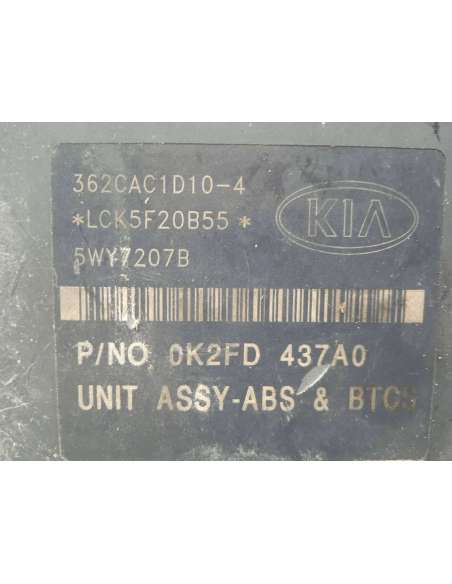 362CAC1D10-4
*LCK5F20B55*
KIA
5WY7207B
P/NO 0K2FD 437A0
UNIT ASSY-ABS & BTCS